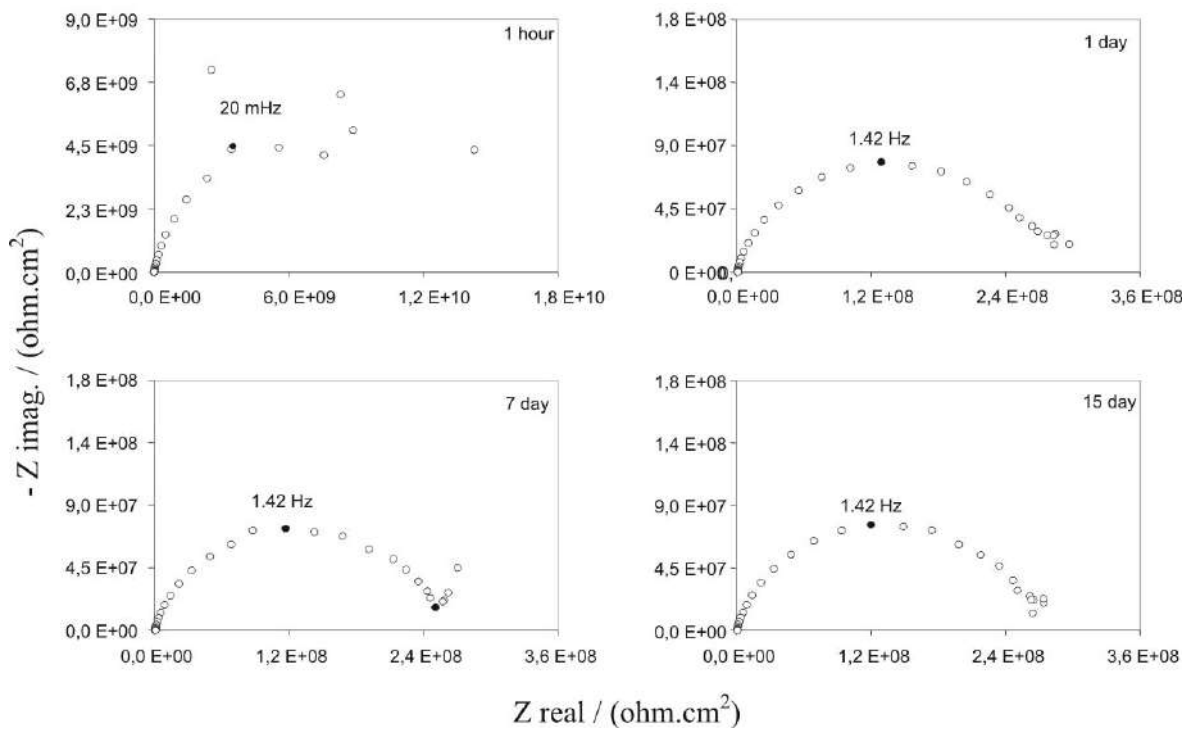 - Z imag. / (ohm.cm²)
9,0 E+09
6,8 E+09
4,5 E+09
2,3 E+09
0,0 E+00
0,0 E+00
6,0 E+09
1,2 E+10
1,8 E+10
1 hour
20 mHz
1,8 E+08
1,4 E+08
9,0 E+07
4,5 E+07
0,0 E+00
0,0 E+00
1,2 E+08
2,4 E+08
3,6 E+08
1 day
1.42 Hz
1,8 E+08
1,4 E+08
9,0 E+07
4,5 E+07
0,0 E+00
0,0 E+00
1,2 E+08
2,4 E+08
3,6 E+08
7 day
1.42 Hz
1,8 E+08
1,4 E+08
9,0 E+07
4,5 E+07
0,0 E+00
0,0 E+00
1,2 E+08
2,4 E+08
3,6 E+08
15 day
1.42 Hz
Z real / (ohm.cm²)